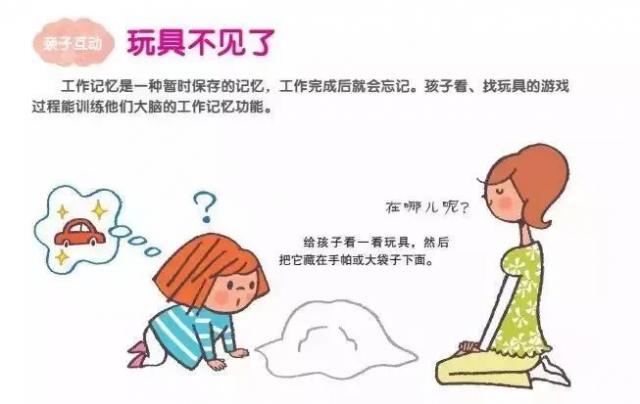 亲子互动
玩具不见了
工作记忆是一种暂时保存的记忆，工作完成后就会忘记。孩子看、找玩具的游戏
过程能训练他们大脑的工作记忆功能。
?
在哪儿呢?
给孩子看一看玩具，然后
把它藏在手帕或大袋子下面。